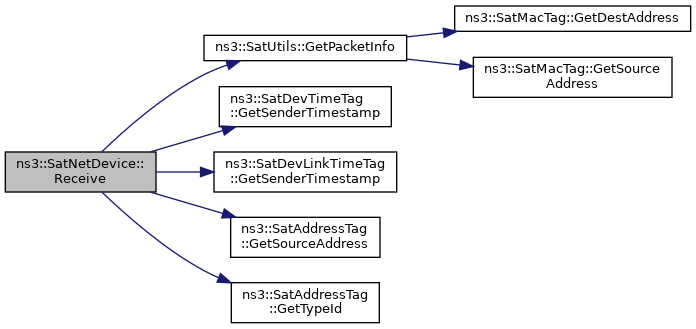 ns3::SatNetDevice::
Receive
ns3::SatUtils::GetPacketInfo
ns3::SatMacTag::GetDestAddress
ns3::SatMacTag::GetSource
Address
ns3::SatDevTimeTag
::GetSenderTimestamp
ns3::SatDevLinkTimeTag
::GetSenderTimestamp
ns3::SatAddressTag
::GetSourceAddress
ns3::SatAddressTag
::GetTypeId